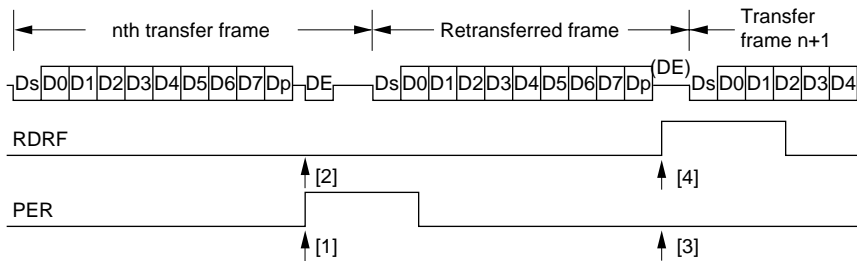 nth transfer frame Retransferred frame Transfer frame n+1
Ds D0 D1 D2 D3 D4 D5 D6 D7 Dp DE Ds D0 D1 D2 D3 D4 D5 D6 D7 Dp (DE) Ds D0 D1 D2 D3 D4
RDRF
[2] [4]
PER
[1] [3]